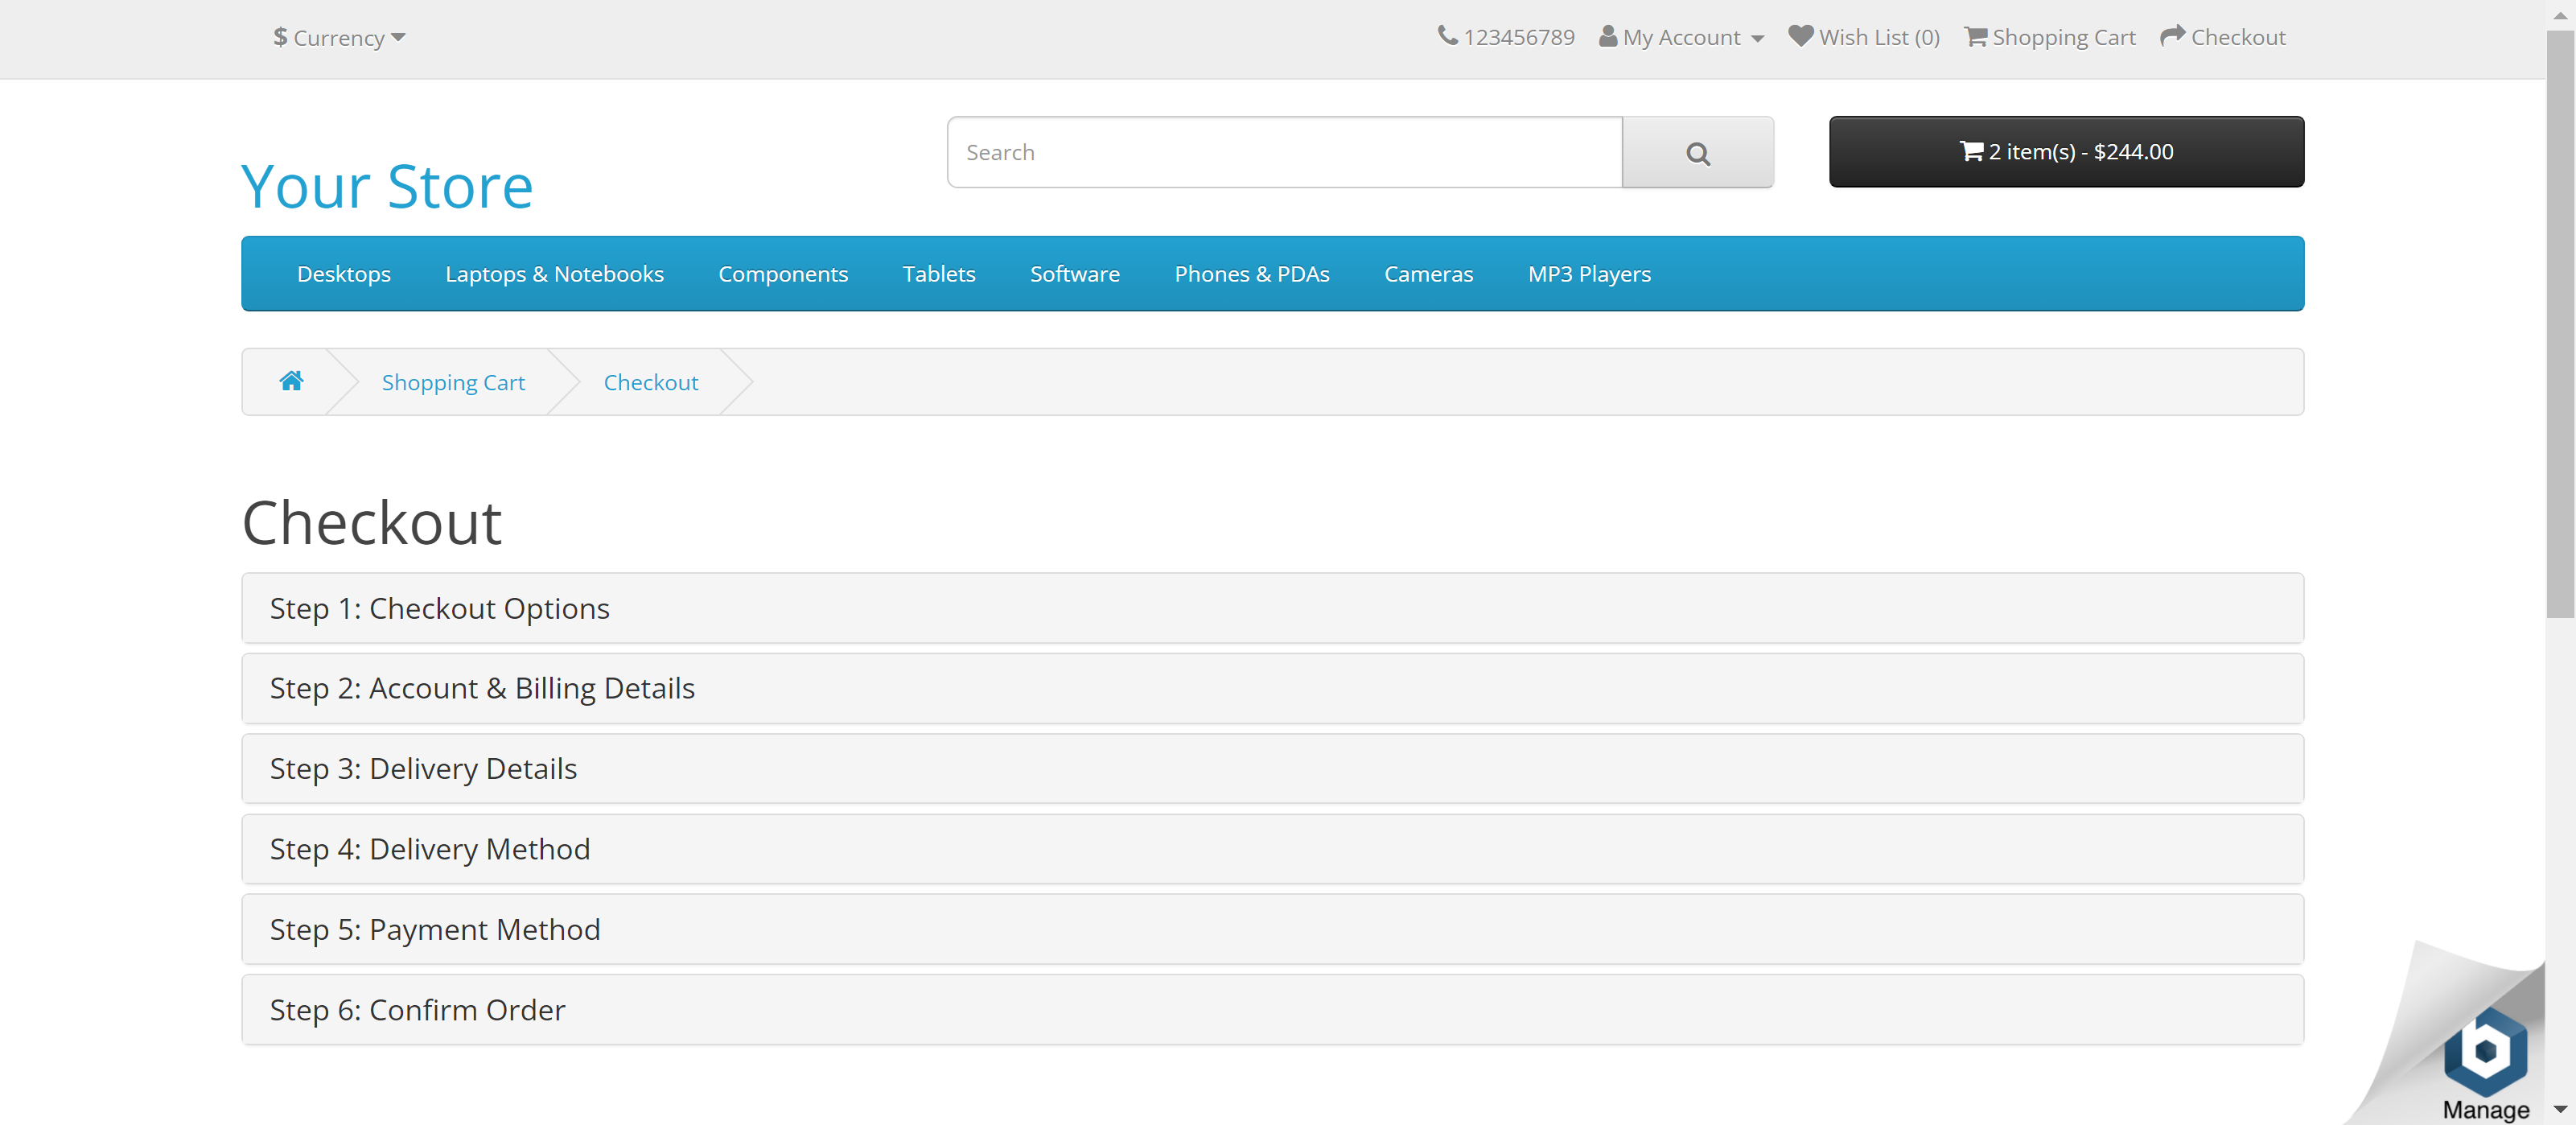 $ Currency
123456789 My Account Wish List (0) Shopping Cart Checkout
Your Store
Search
2 item(s) - $244.00
Desktops Laptops & Notebooks Components Tablets Software Phones & PDAs Cameras MP3 Players
Shopping Cart Checkout
Checkout
Step 1: Checkout Options
Step 2: Account & Billing Details
Step 3: Delivery Details
Step 4: Delivery Method
Step 5: Payment Method
Step 6: Confirm Order
Manage